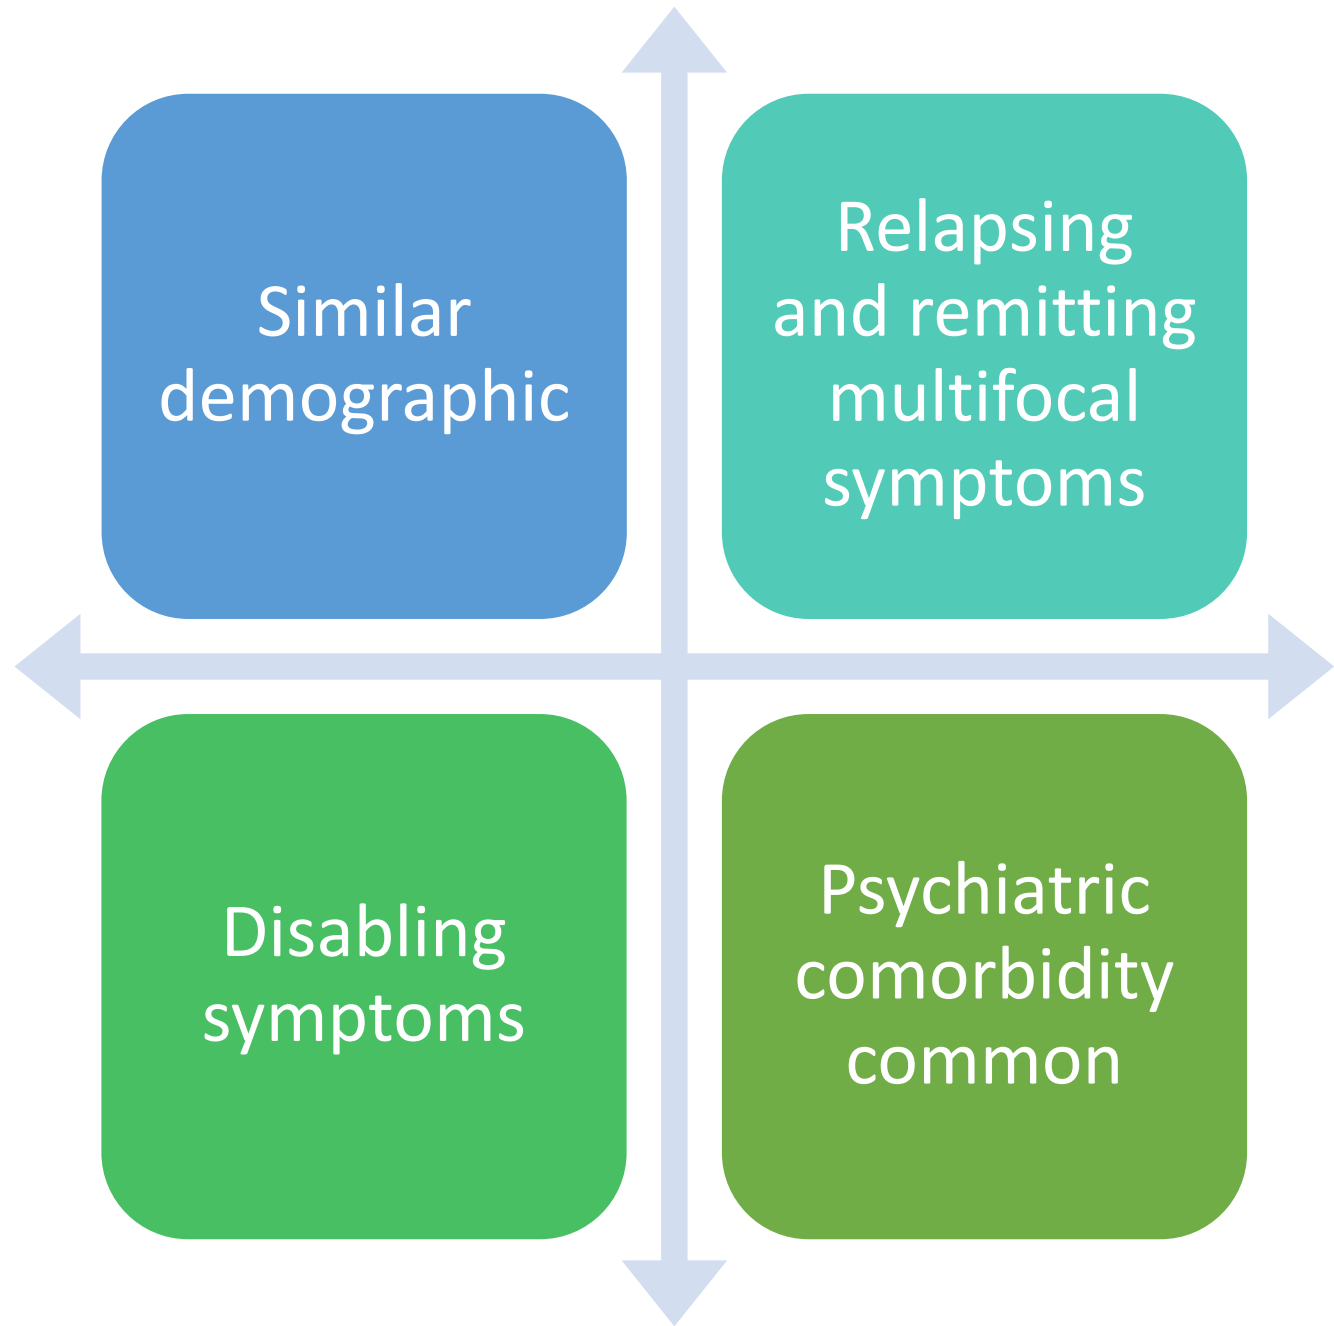 Similar
demographic
Relapsing
and remitting
multifocal
symptoms
Disabling
symptoms
Psychiatric
comorbidity
common